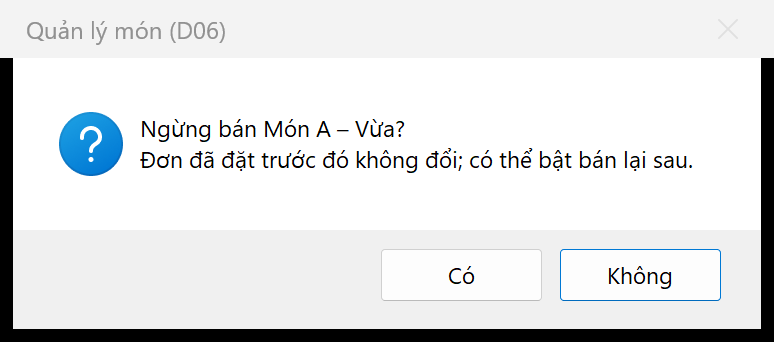 Quản lý món (D06)
Ngừng bán Món A – Vừa?
Đơn đã đặt trước đó không đổi; có thể bật bán lại sau.
Có
Không